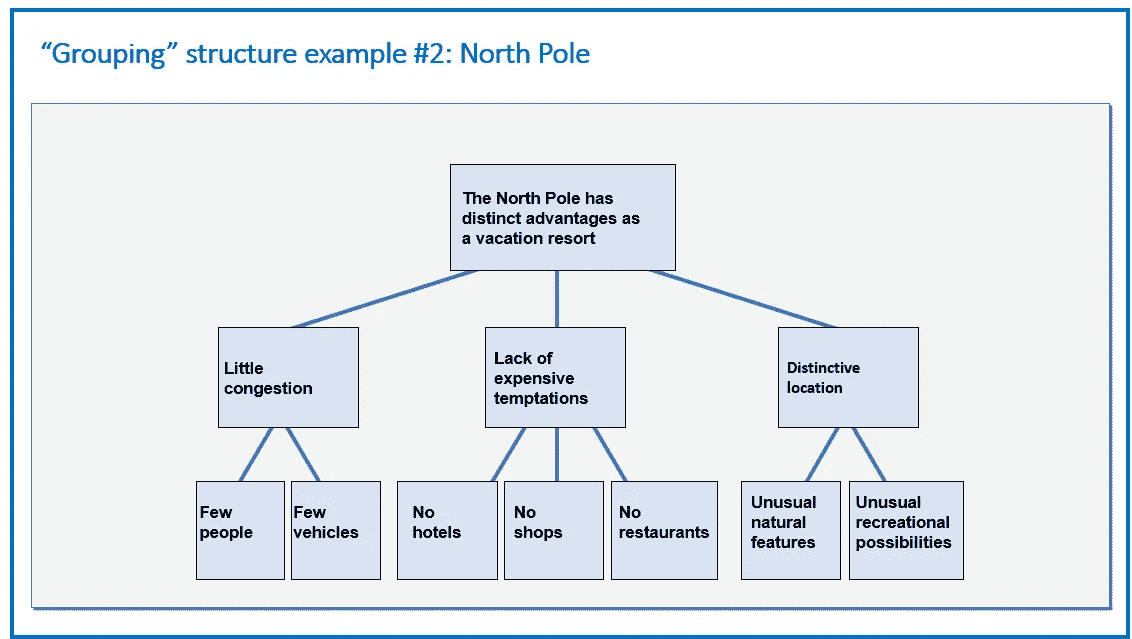 “Grouping” structure example #2: North Pole
The North Pole has
distinct advantages as
a vacation resort
Little
congestion
Lack of
expensive
temptations
Distinctive
location
Few
people
Few
vehicles
No
hotels
No
shops
No
restaurants
Unusual
natural
features
Unusual
recreational
possibilities